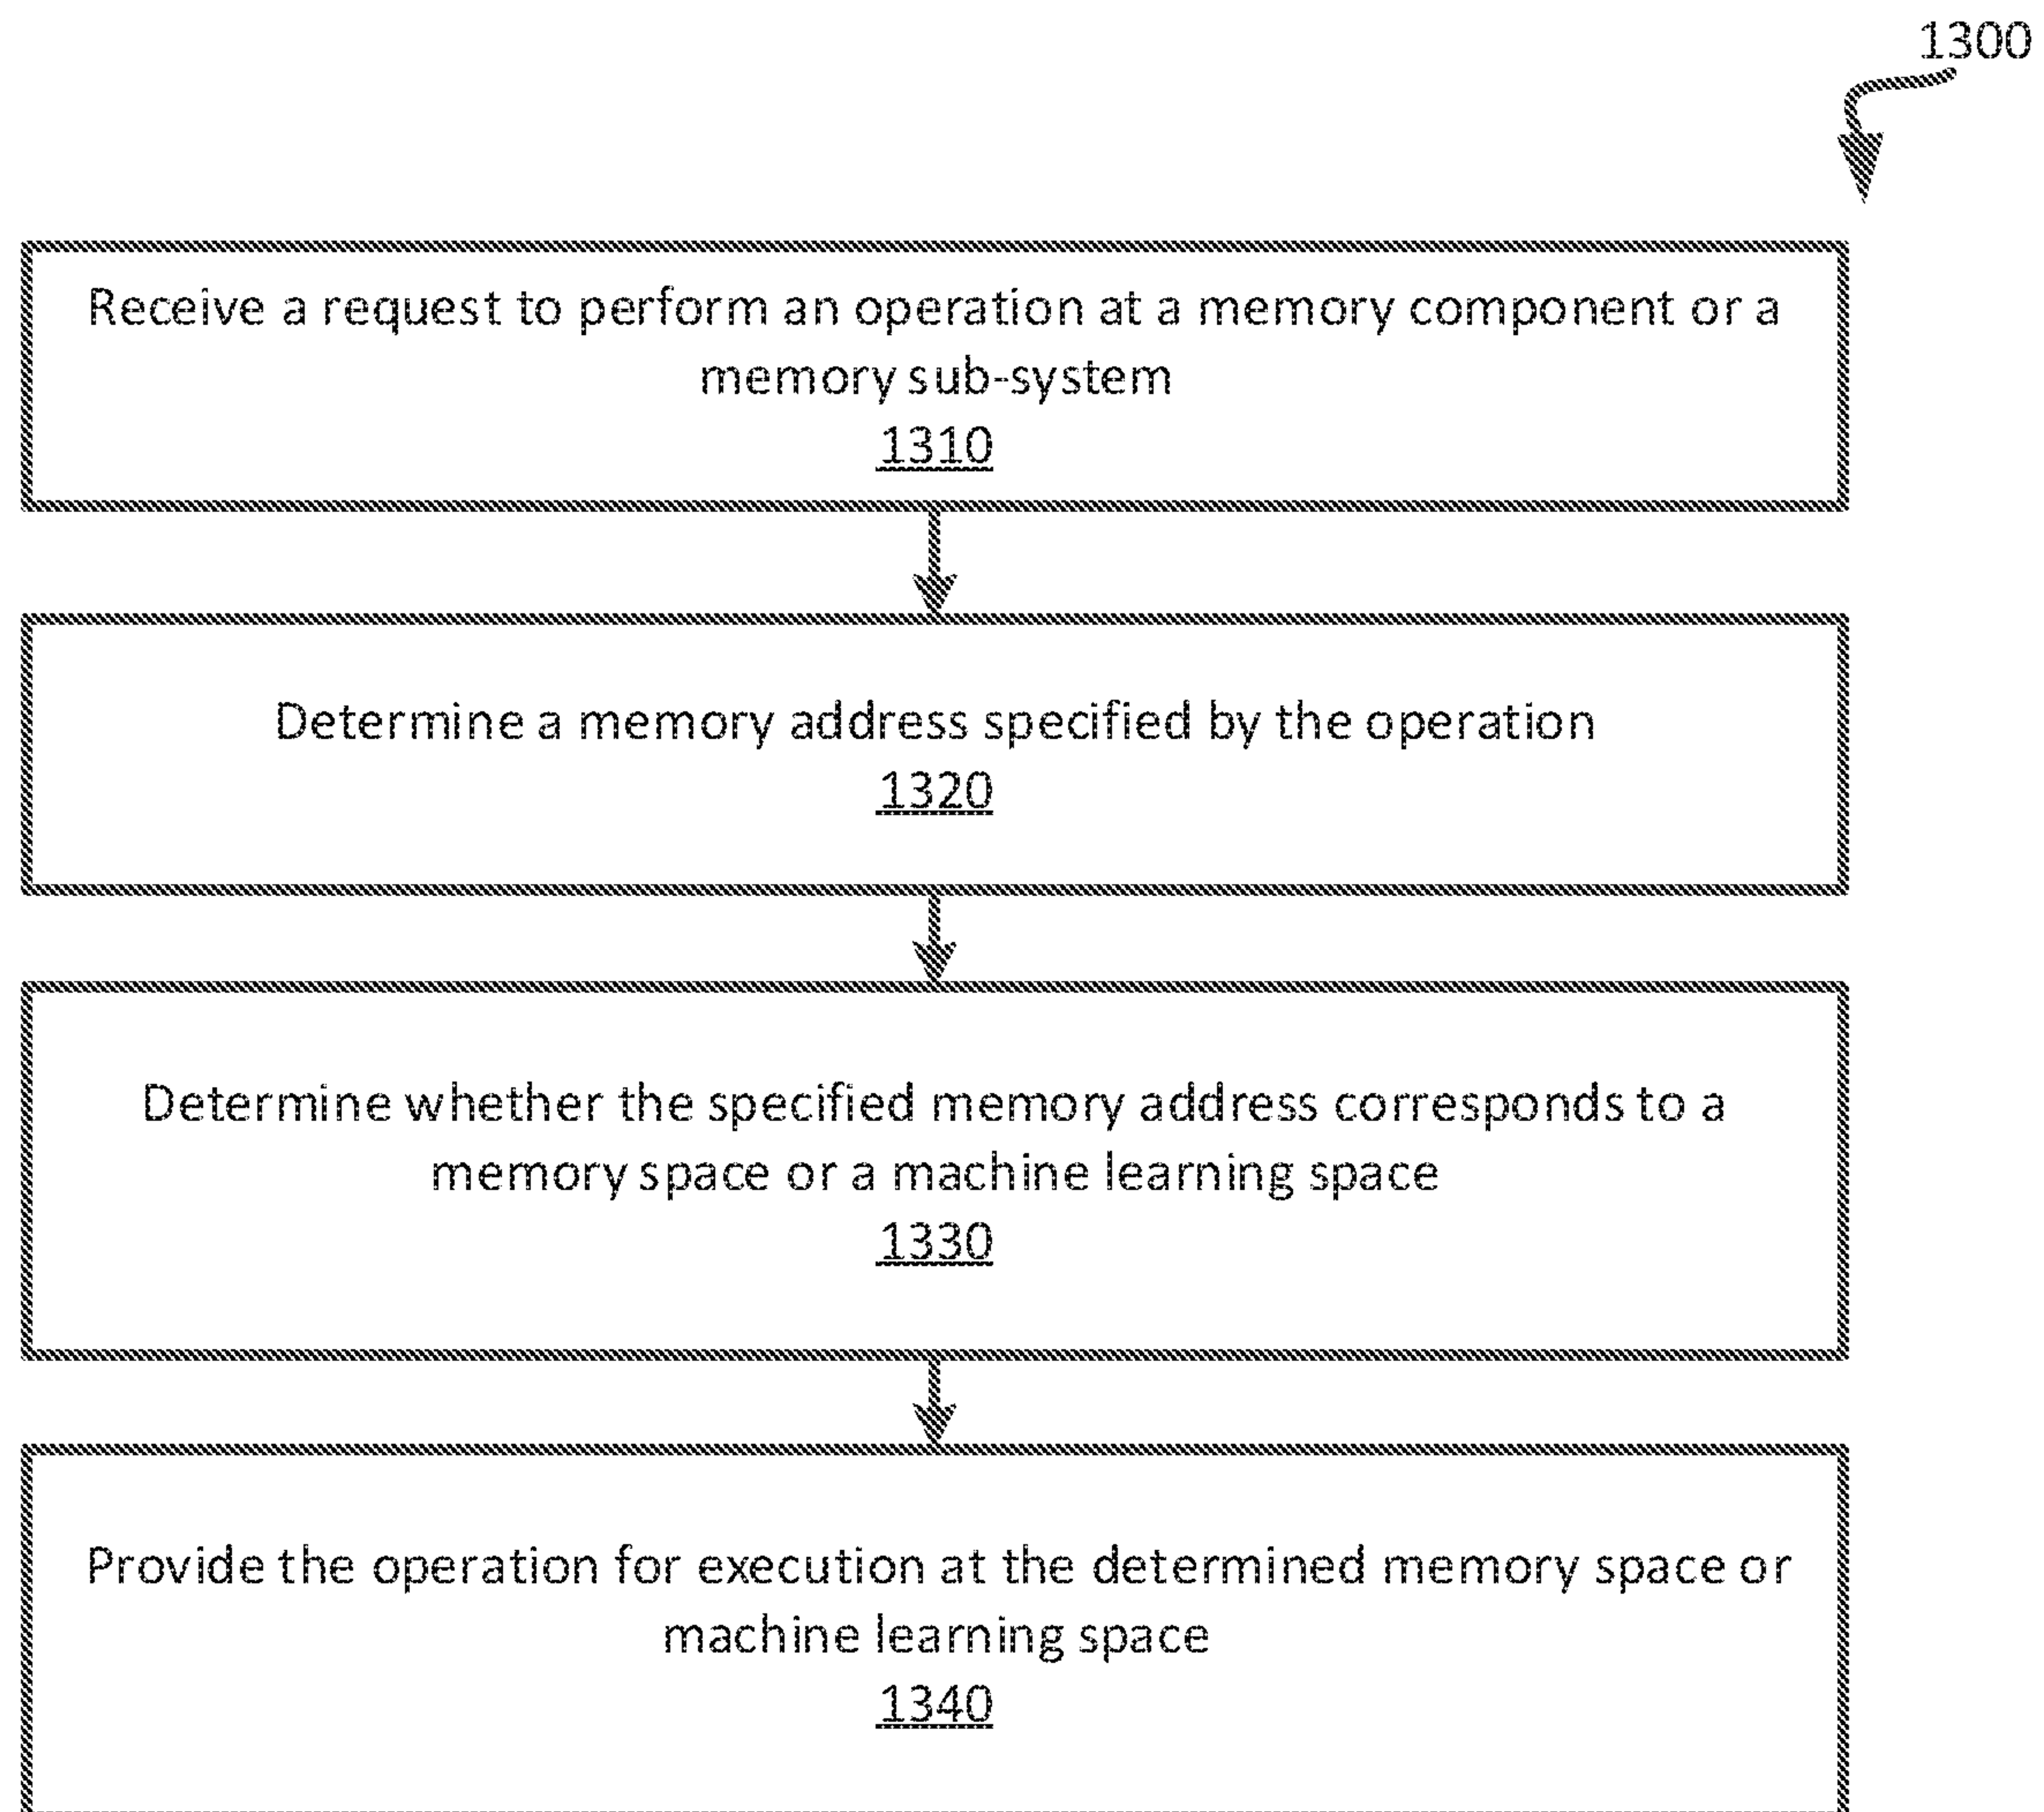 1300
Receive a request to perform an operation at a memory component or a
memory sub-system
1310
Determine a memory address specified by the operation
1320
Determine whether the specified memory address corresponds to a
memory space or a machine learning space
1330
Provide the operation for execution at the determined memory space or
machine learning space
1340